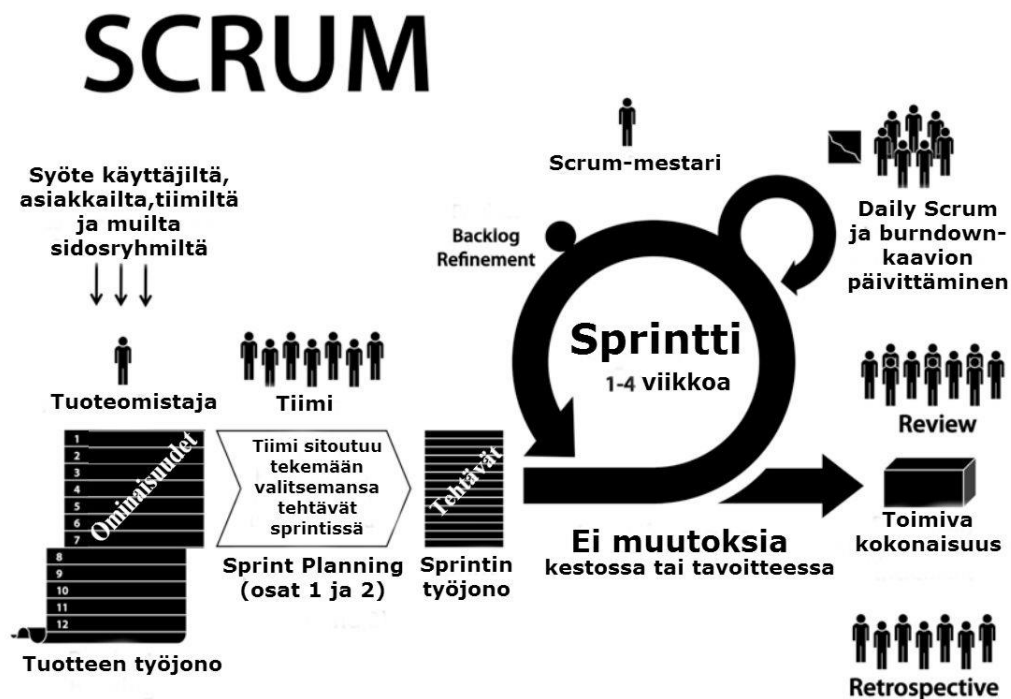 SCRUM
Syöte käyttäjiltä,
asiakkailta,tiimiltä
ja muilta
sidosryhmiltä
Tuoteomistaja
Tiimi
1
2
3
4
5
6
7
Ominaisuudet
8
9
10
11
12
Tuotteen työjono
Tiimi sitoutuu
tekemään
valitsemansa
tehtävät
sprintissä
Sprint Planning
(osat 1 ja 2)
Tehtävät
Sprintin
työjono
Scrum-mestari
Backlog
Refinement
Sprintti
1-4 viikkoa
Ei muutoksia
kestossa tai tavoitteessa
Daily Scrum
ja burndown-
kaavion
päivittäminen
Review
Toimiva
kokonaisuus
Retrospective